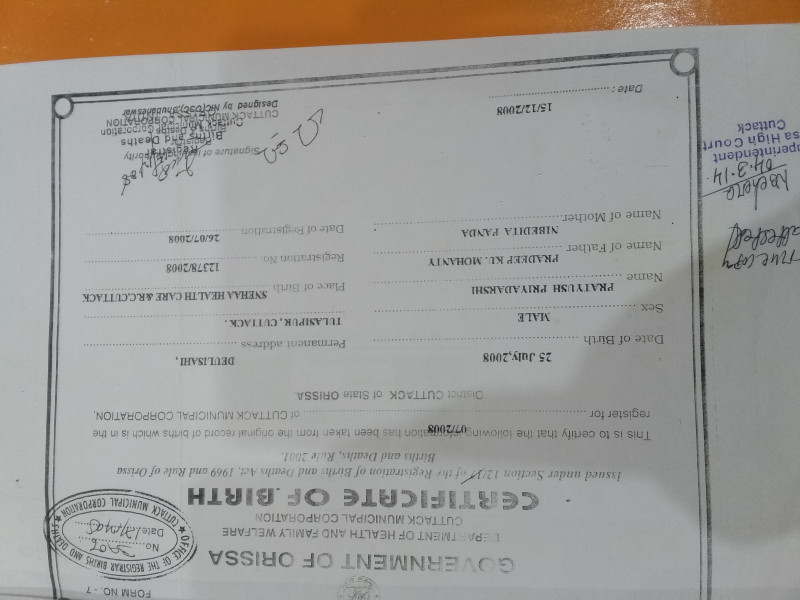 FORM NO. - 7
OFFICE OF THE REGISTRAR BIRTHS AND DEATHS
CUTTACK MUNICIPAL CORPORATION
No.
Date
GOVERNMENT OF ORISSA
DEPARTMENT OF HEALTH AND FAMILY WELFARE
CUTTACK MUNICIPAL CORPORATION
CERTIFICATE OF BIRTH
Issued under Section 12/17 of the Registration of Births and Deaths Act, 1969 and Rule of Orissa
Births and Deaths, Rule, 2001.
This is to certify that the following information has been taken from the original record of births which is in the
register for 07/2008 of CUTTACK MUNICIPAL CORPORATION,
District CUTTACK of State ORISSA.
Date of Birth 25 July,2008 Permanent address DEULISAHI,
Sex MALE TULASIPUR, CUTTACK.
Name PRATYUSH PRIYADARSHI Place of Birth SNEHAA HEALTH CARE & R.C.CUTTACK
Name of Father PRADEEP KU. MOHANTY Registration No. 12378/2008
Name of Mother NIBEDITA PANDA Date of Registration 26/07/2008
Signature of issuing Authority
Registrar
Births and Deaths
Cuttack Municipal Corporation
CUTTACK MUNICIPAL CORPORATION
Date : 15/12/2008
Designed by NIC(OSC),Bhubaneswar
True copy
attested
04.3.14
Superintendent
Orissa High Court
Cuttack